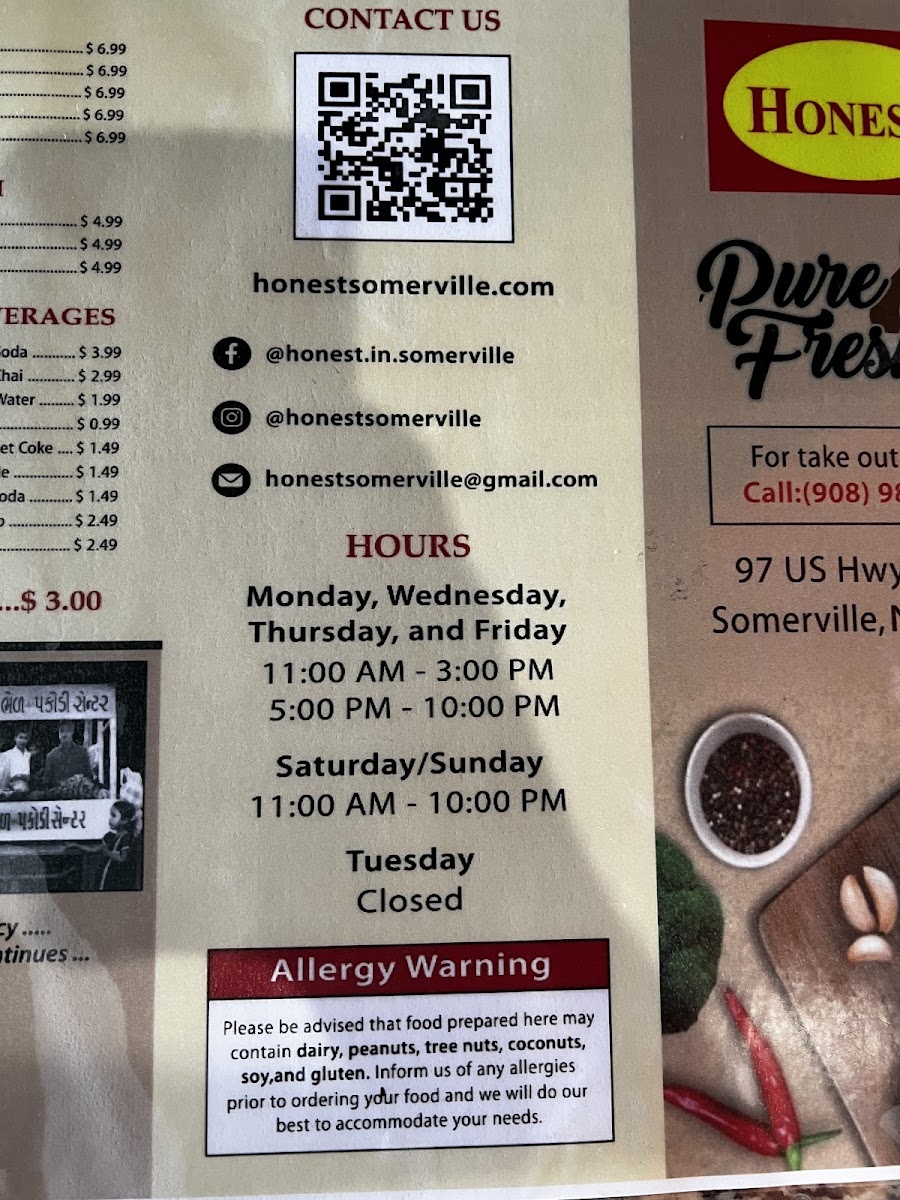 $ 6.99
$ 6.99
$ 6.99
$ 6.99
$ 6.99
$ 4.99
$ 4.99
$ 4.99
VERAGES
oda ........... $ 3.99
Chai ............ $ 2.99
Water ......... $ 1.99
$ 0.99
et Coke .... $ 1.49
$ 1.49
oda .......... $ 1.49
$ 2.49
$ 2.49
...$ 3.00
ભેળ પકોડી સેન્ટર
પકોડી સેન્ટર
cy .....
ntinues ...
CONTACT US
honestsomerville.com
@honest.in.somerville
@honestsomerville
honestsomerville@gmail.com
HOURS
Monday, Wednesday,
Thursday, and Friday
11:00 AM - 3:00 PM
5:00 PM - 10:00 PM
Saturday/Sunday
11:00 AM - 10:00 PM
Tuesday
Closed
Allergy Warning
Please be advised that food prepared here may
contain dairy, peanuts, tree nuts, coconuts,
soy,and gluten. Inform us of any allergies
prior to ordering your food and we will do our
best to accommodate your needs.
HONES
Pure
Fres
For take out
Call:(908) 98
97 US Hwy
Somerville, N